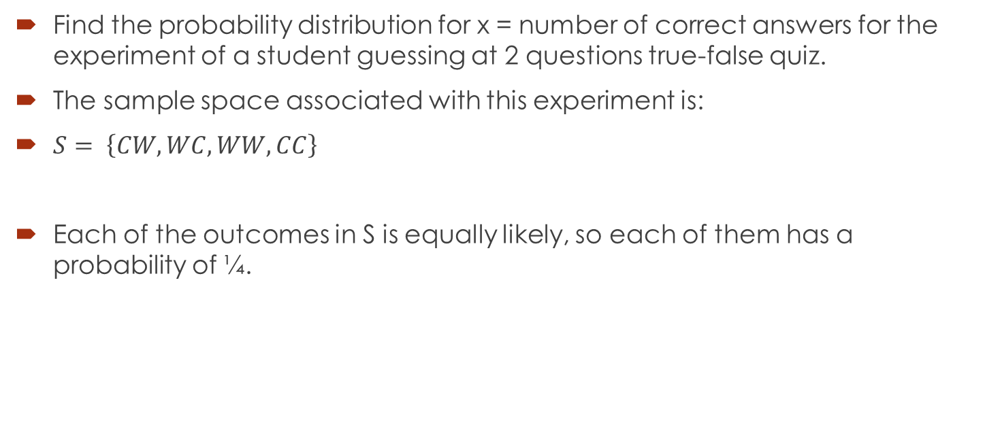 Find the probability distribution for x = number of correct answers for the
experiment of a student guessing at 2 questions true-false quiz.
The sample space associated with this experiment is:
S = {CW, WC, WW, CC}
Each of the outcomes in S is equally likely, so each of them has a
probability of ¼.